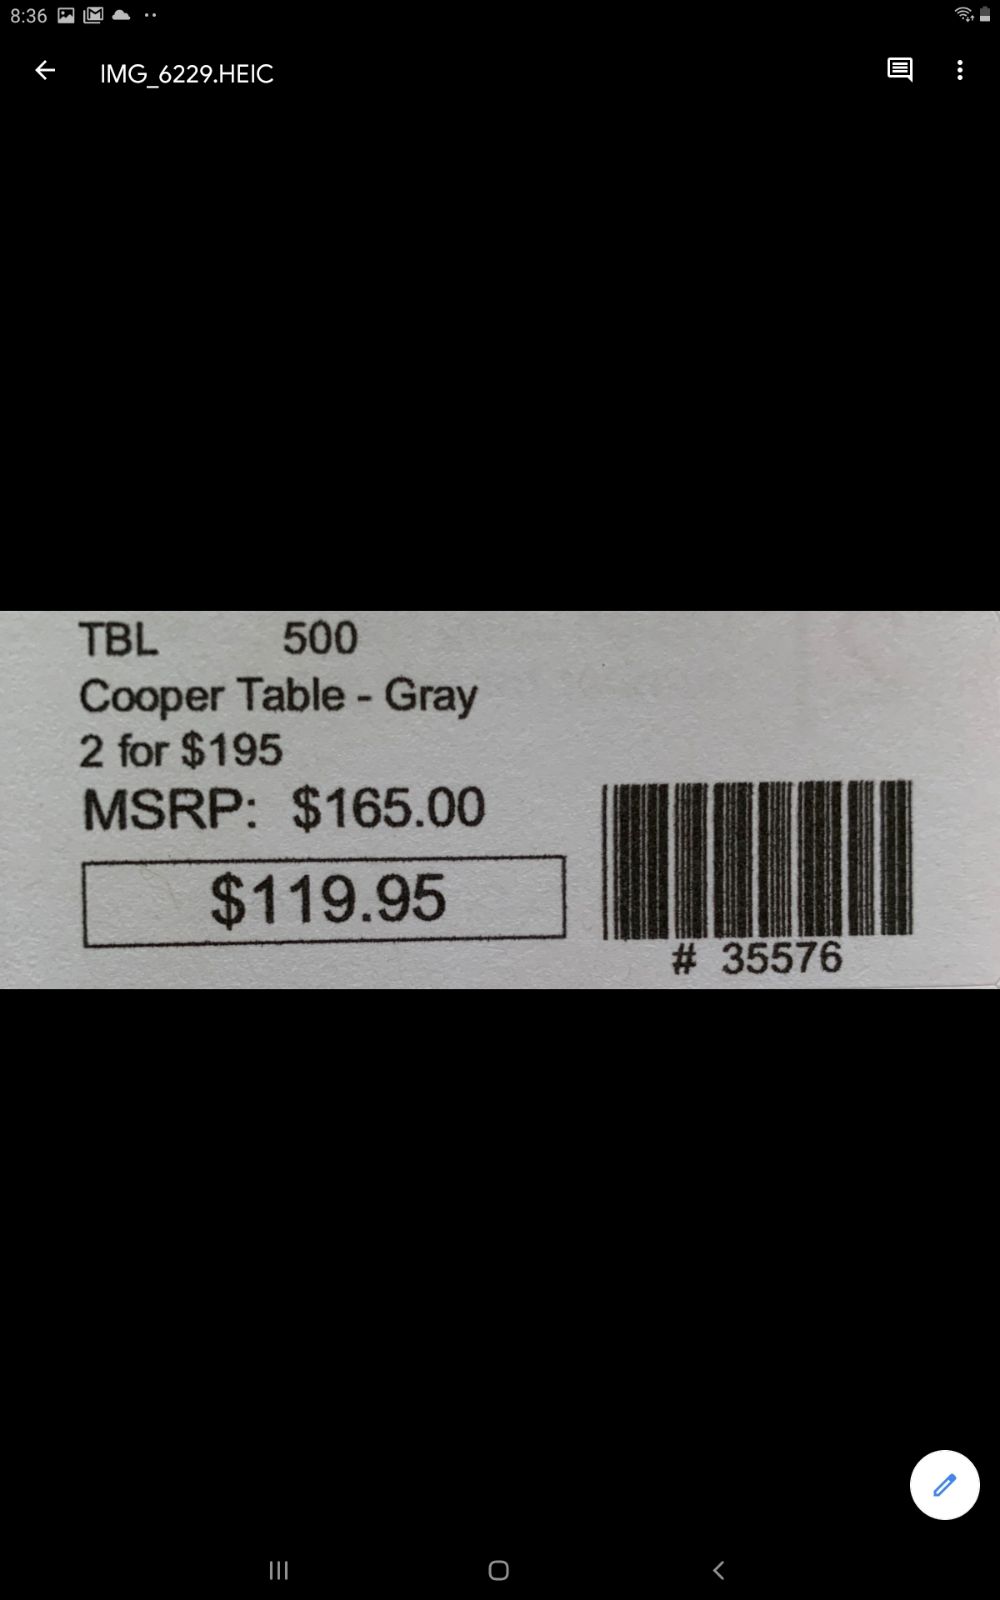 8:36
IMG_6229.HEIC
TBL 500
Cooper Table - Gray
2 for $195
MSRP: $165.00
$119.95
# 35576